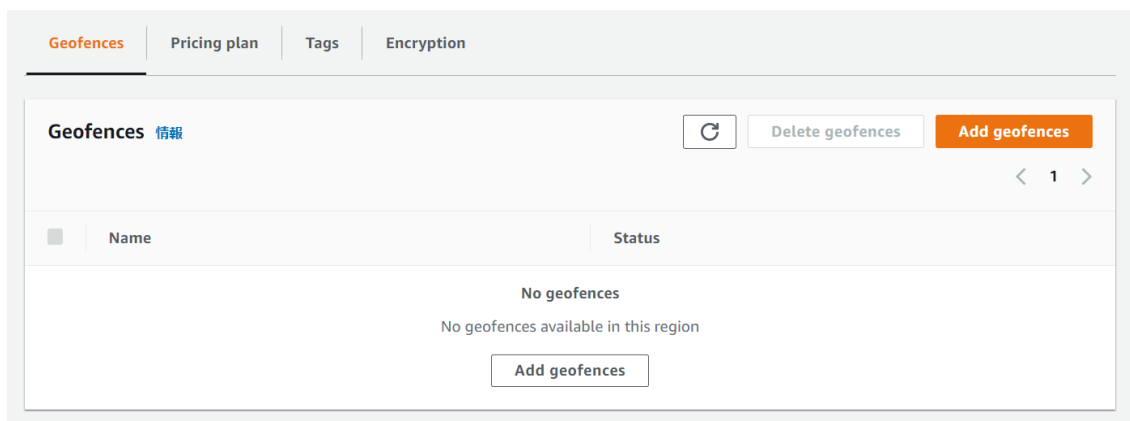 Geofences Pricing plan Tags Encryption
Geofences 情報 Delete geofences Add geofences
1
Name Status
No geofences
No geofences available in this region
Add geofences